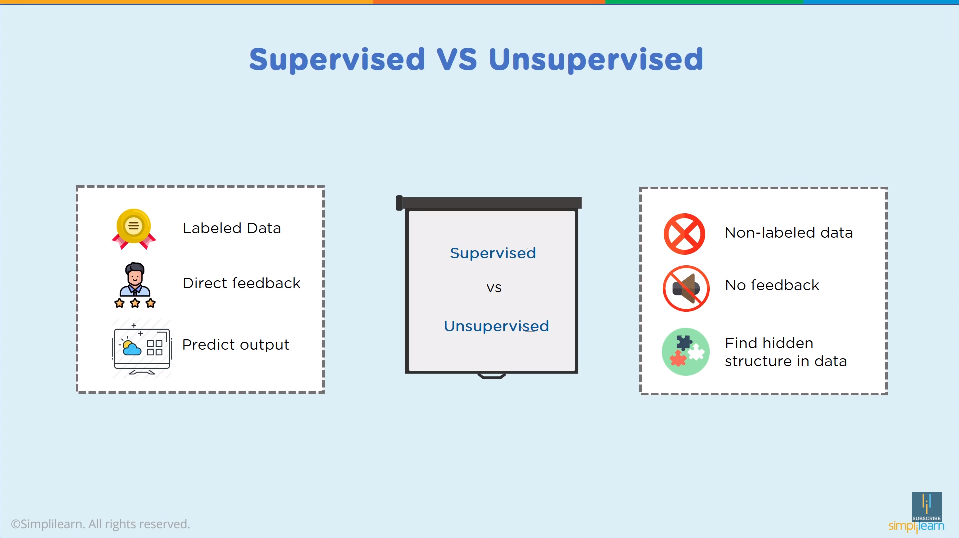 Supervised VS Unsupervised
Labeled Data
Direct feedback
Predict output
Supervised
vs
Unsupervised
Non-labeled data
No feedback
Find hidden
structure in data
©Simplilearn. All rights reserved.
SUBSCRIBE
simplilearn